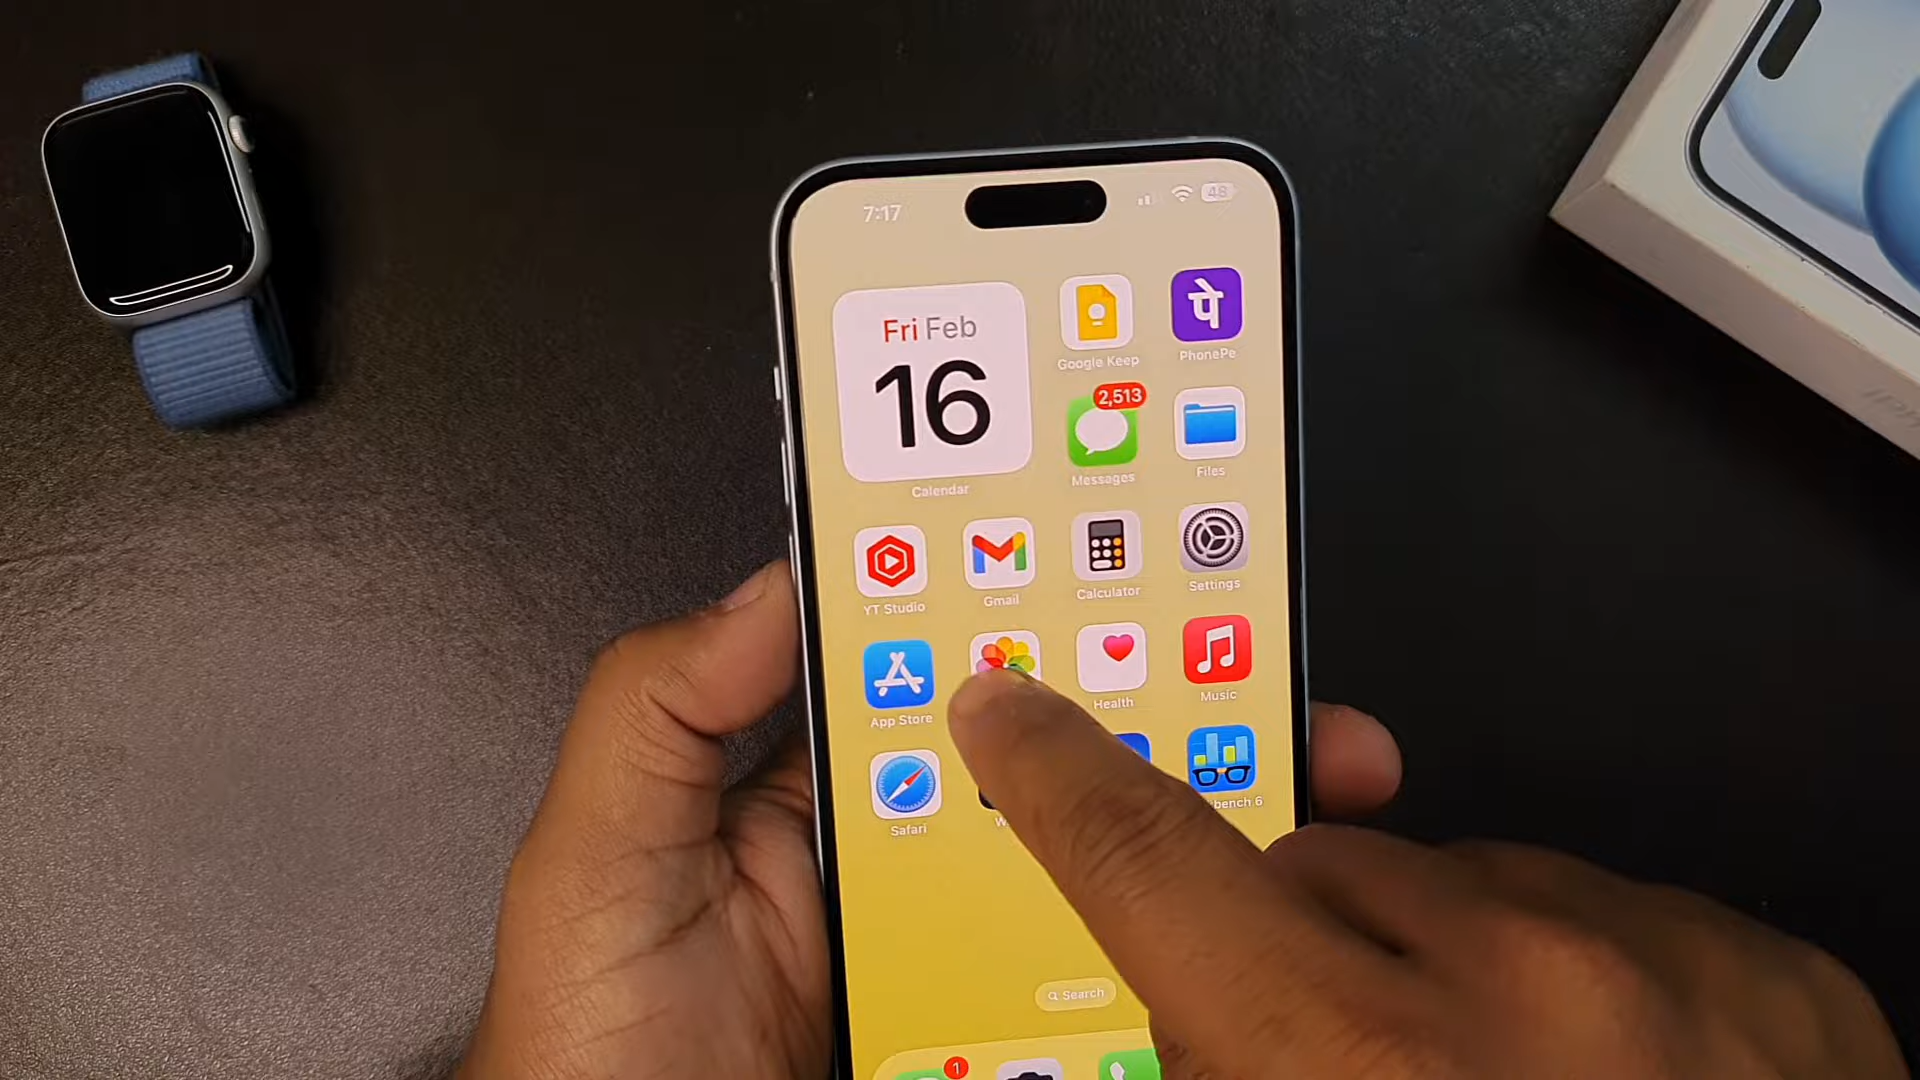 7:17
48
Fri Feb
16
Calendar
Google Keep
पे
PhonePe
2,513
Messages
Files
YT Studio
Gmail
Calculator
Settings
App Store
Health
Music
Safari
W
bench 6
Search
1